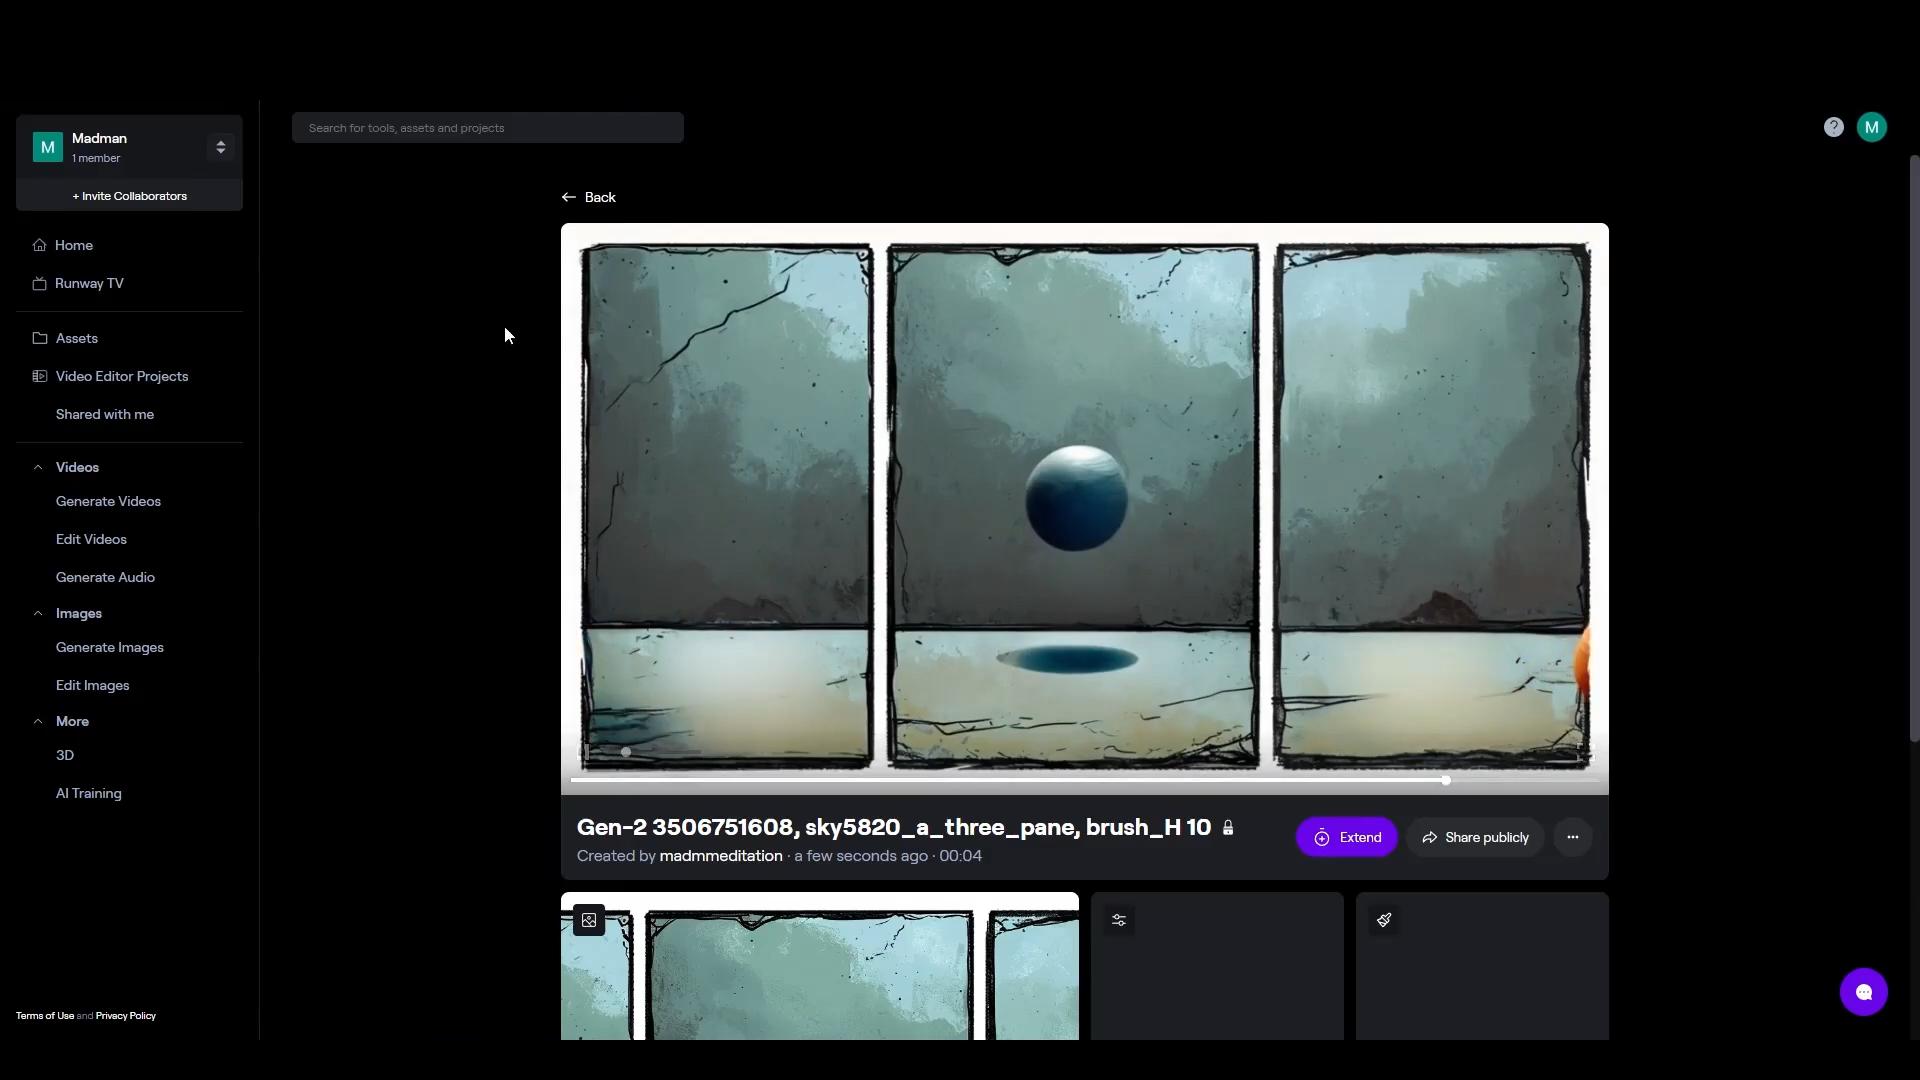 M
Madman
1 member
+ Invite Collaborators
Search for tools, assets and projects
?
M
Home
Runway TV
Assets
Video Editor Projects
Shared with me
Videos
Generate Videos
Edit Videos
Generate Audio
Images
Generate Images
Edit Images
More
3D
AI Training
Terms of Use and Privacy Policy
Back
Gen-2 3506751608, sky5820_a_three_pane, brush_H 10
Created by madmmeditation · a few seconds ago · 00:04
Extend
Share publicly